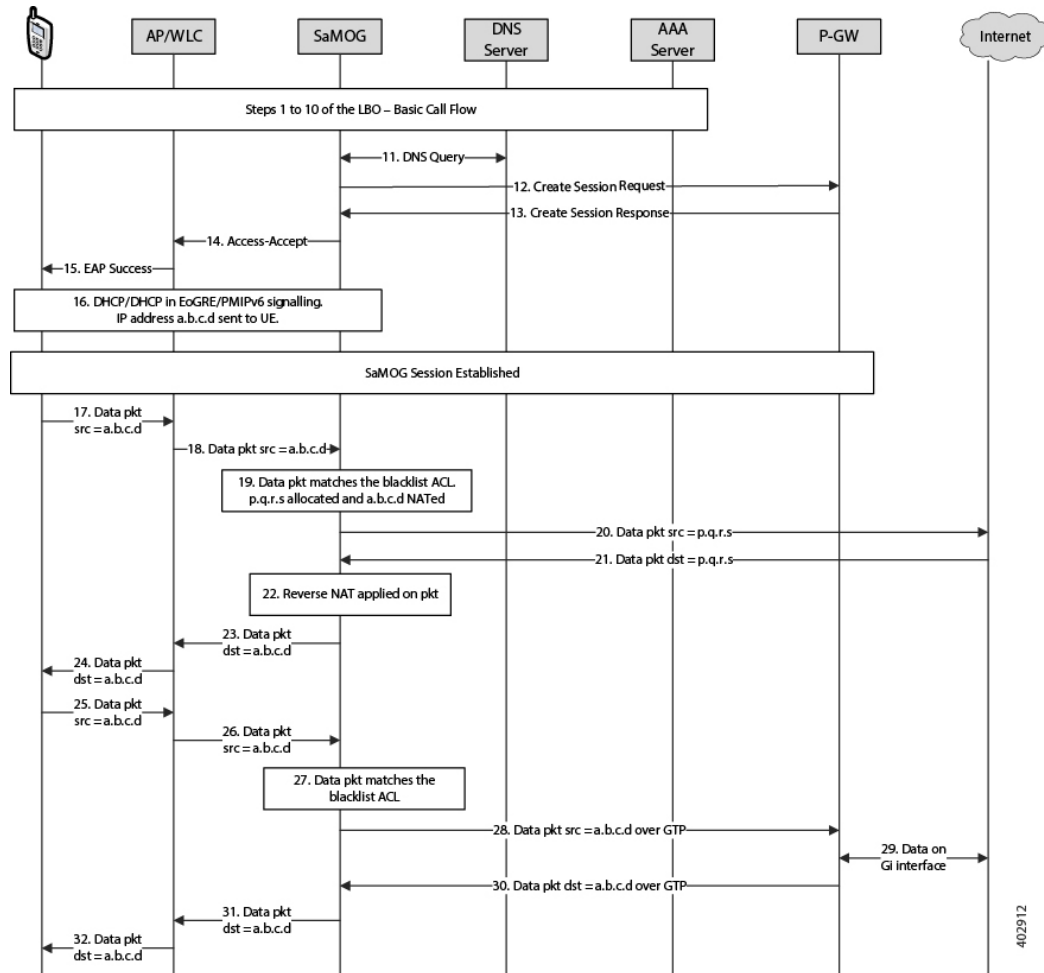 AP/WLC
SaMOG
DNS
Server
AAA
Server
P-GW
Internet
Steps 1 to 10 of the LBO – Basic Call Flow
11. DNS Query
12. Create Session Request
13. Create Session Response
14. Access-Accept
15. EAP Success
16. DHCP/DHCP in EoGRE/PMIPv6 signalling.
IP address a.b.c.d sent to UE.
SaMOG Session Established
17. Data pkt
src = a.b.c.d
18. Data pkt src = a.b.c.d
19. Data pkt matches the blacklist ACL.
p.q.r.s allocated and a.b.c.d NATed
20. Data pkt src = p.q.r.s
21. Data pkt dst = p.q.r.s
22. Reverse NAT applied on pkt
23. Data pkt
dst = a.b.c.d
24. Data pkt
dst = a.b.c.d
25. Data pkt
src = a.b.c.d
26. Data pkt
src = a.b.c.d
27. Data pkt matches the
blacklist ACL
28. Data pkt src = a.b.c.d over GTP
29. Data on
Gi interface
30. Data pkt dst = a.b.c.d over GTP
31. Data pkt
dst = a.b.c.d
32. Data pkt
dst = a.b.c.d
402912